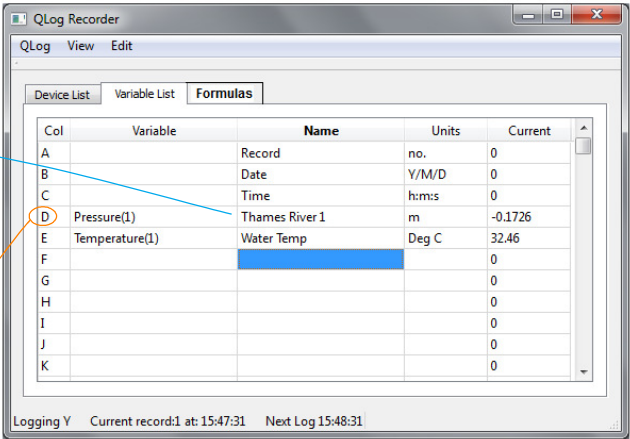 QLog Recorder
QLog View Edit
Device List Variable List Formulas
Col Variable Name Units Current
A Record no. 0
B Date Y/M/D 0
C Time h:m:s 0
D Pressure(1) Thames River 1 m -0.1726
E Temperature(1) Water Temp Deg C 32.46
F 0
G 0
H 0
I 0
J 0
K 0
Logging Y Current record:1 at: 15:47:31 Next Log 15:48:31